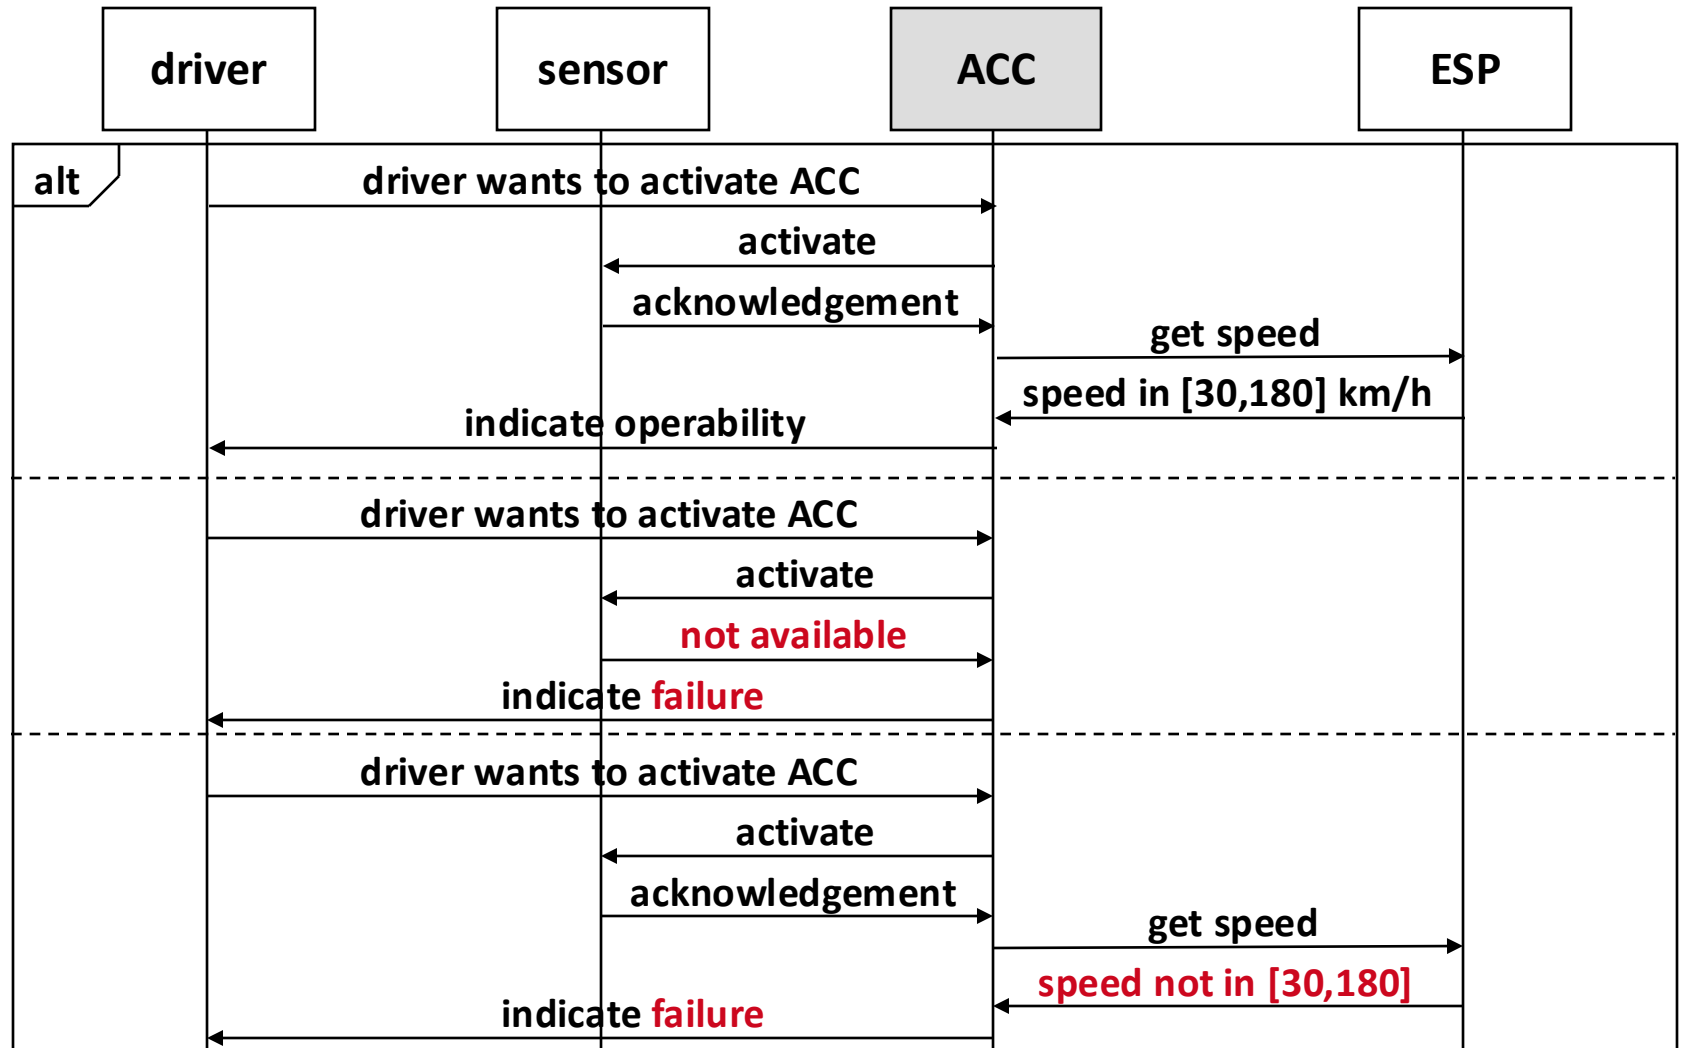 driver
sensor
ACC
ESP
alt
driver wants to activate ACC
activate
acknowledgement
get speed
speed in [30,180] km/h
indicate operability
driver wants to activate ACC
activate
not available
indicate failure
driver wants to activate ACC
activate
acknowledgement
get speed
speed not in [30,180]
indicate failure